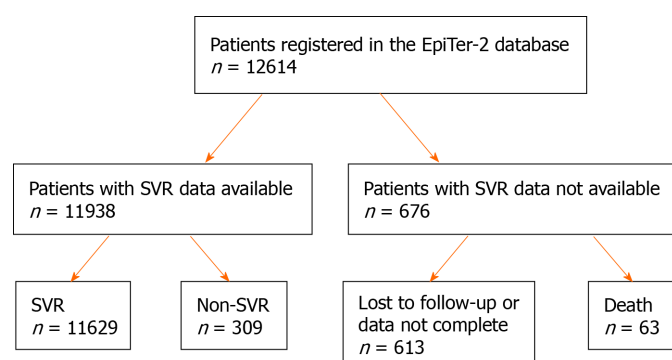 Patients registered in the EpiTer-2 database
n = 12614
Patients with SVR data available
n = 11938
Patients with SVR data not available
n = 676
SVR
n = 11629
Non-SVR
n = 309
Lost to follow-up or
data not complete
n = 613
Death
n = 63